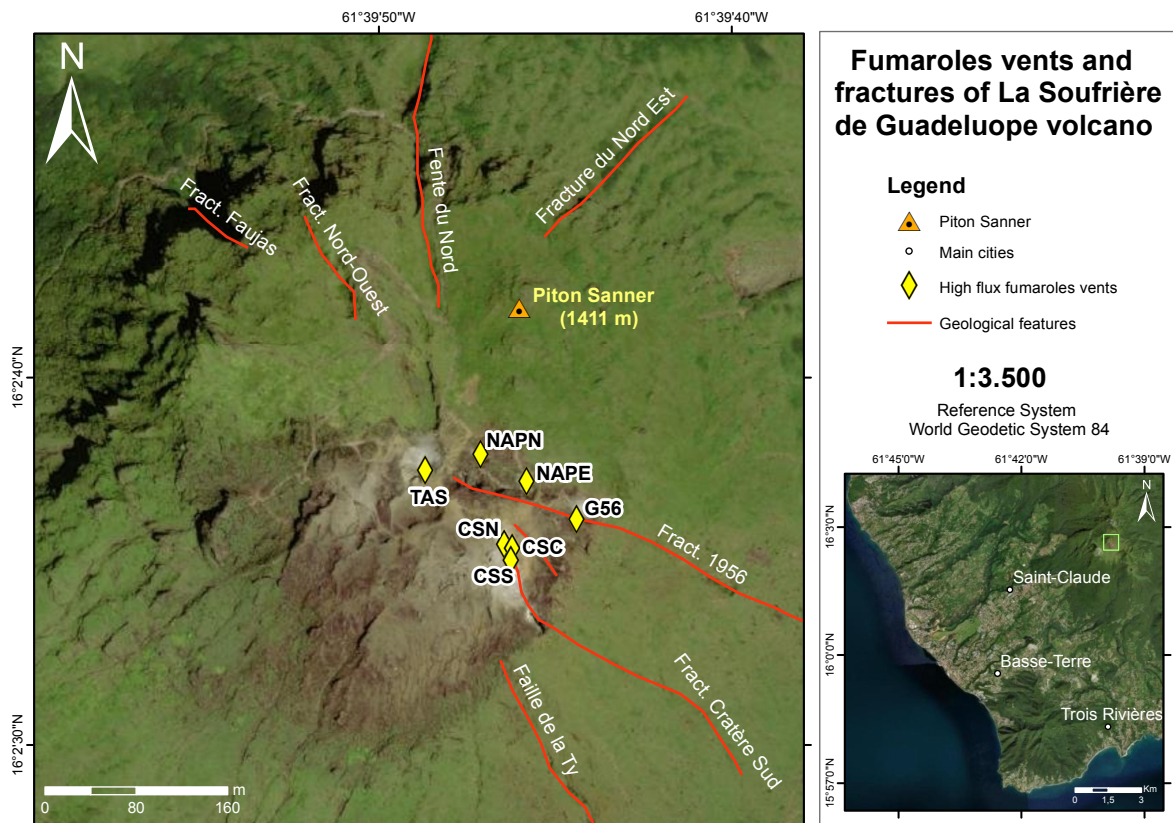 61°39'50"W
61°39'40"W
N
Fract. Faujas
Fract. Nord-Ouest
Fente du Nord
Fracture du Nord Est
Piton Sanner
(1411 m)
16°2'40"N
NAPN
NAPE
TAS
G56
CSN
CSC
CSS
Fract. 1956
Fract. Cratère Sud
Faille de la Ty
16°2'30"N
m
0 80 160
Fumaroles vents and
fractures of La Soufrière
de Guadeluope volcano
Legend
Piton Sanner
Main cities
High flux fumaroles vents
Geological features
1:3.500
Reference System
World Geodetic System 84
61°45'0"W 61°42'0"W 61°39'0"W
N
16°3'0"N
Saint-Claude
16°0'0"N
Basse-Terre
Trois Rivières
15°57'0"N
Km
0 1,5 3